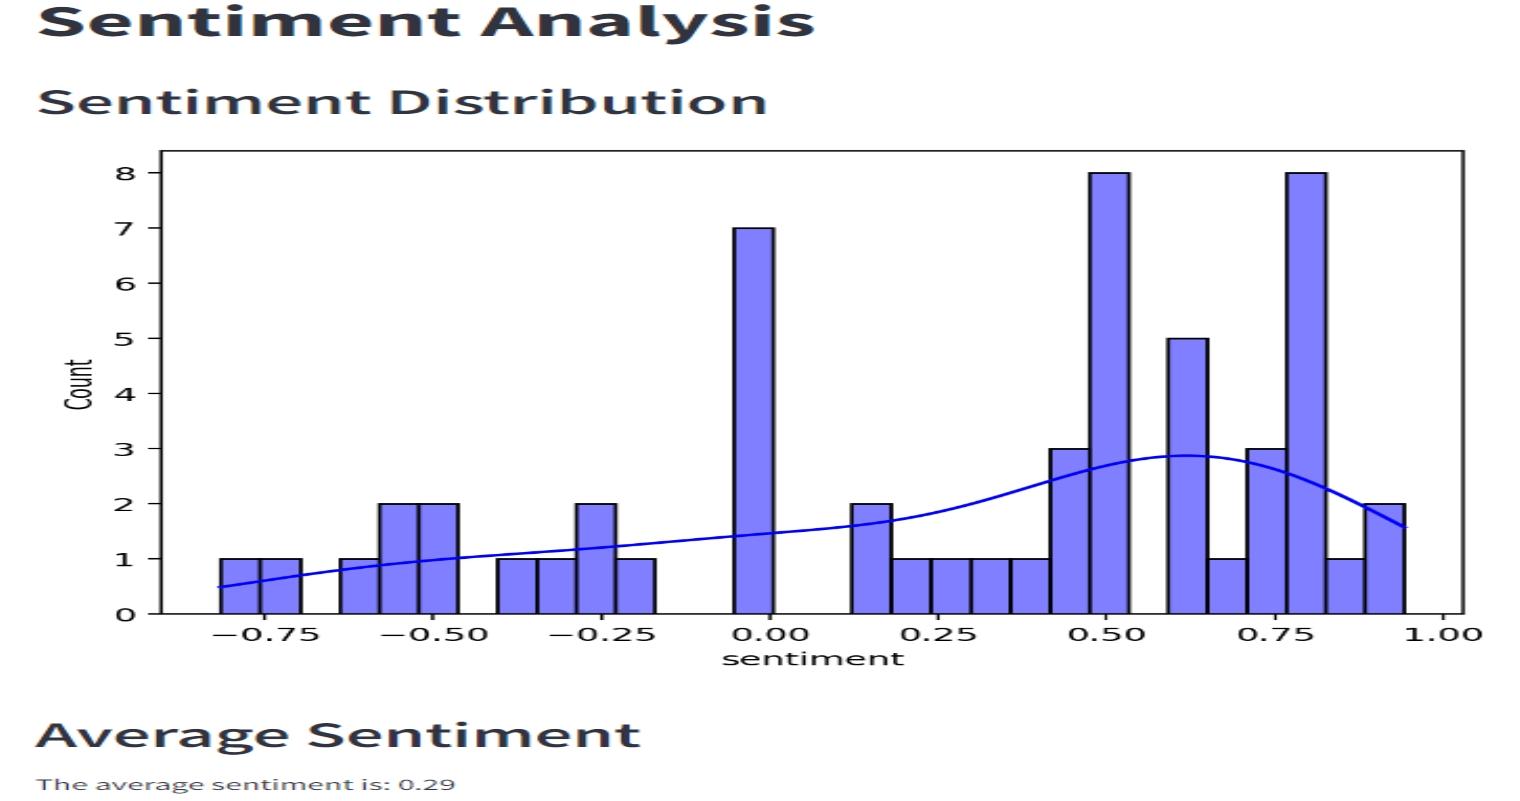 Sentiment Analysis
Sentiment Distribution
8
7
6
5
4
3
2
1
0
Count
−0.75 −0.50 −0.25 0.00 0.25 0.50 0.75 1.00
sentiment
Average Sentiment
The average sentiment is: 0.29